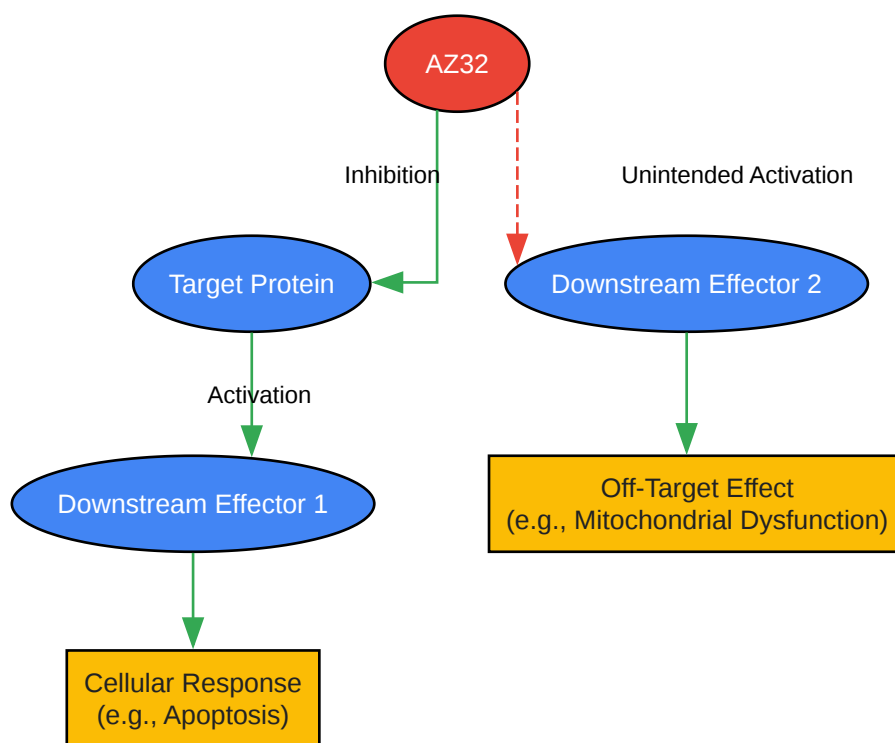 AZ32
Inhibition
Unintended Activation
Target Protein
Downstream Effector 2
Activation
Downstream Effector 1
Off-Target Effect
(e.g., Mitochondrial Dysfunction)
Cellular Response
(e.g., Apoptosis)